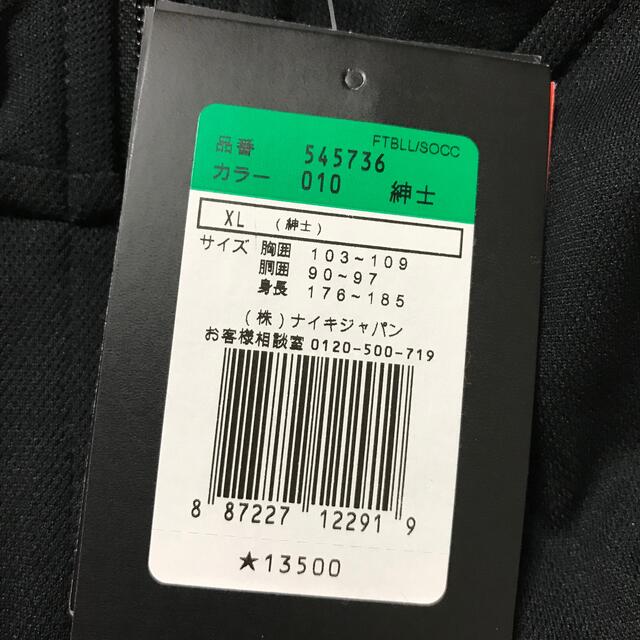 FTBLL/SOCC
品番 545736
カラー 010 紳士
XL (紳士)
サイズ 胸囲 103~109
胴囲 90~97
身長 176~185
(株)ナイキジャパン
お客様相談室 0120-500-719
8 87227 12291 9
★13500